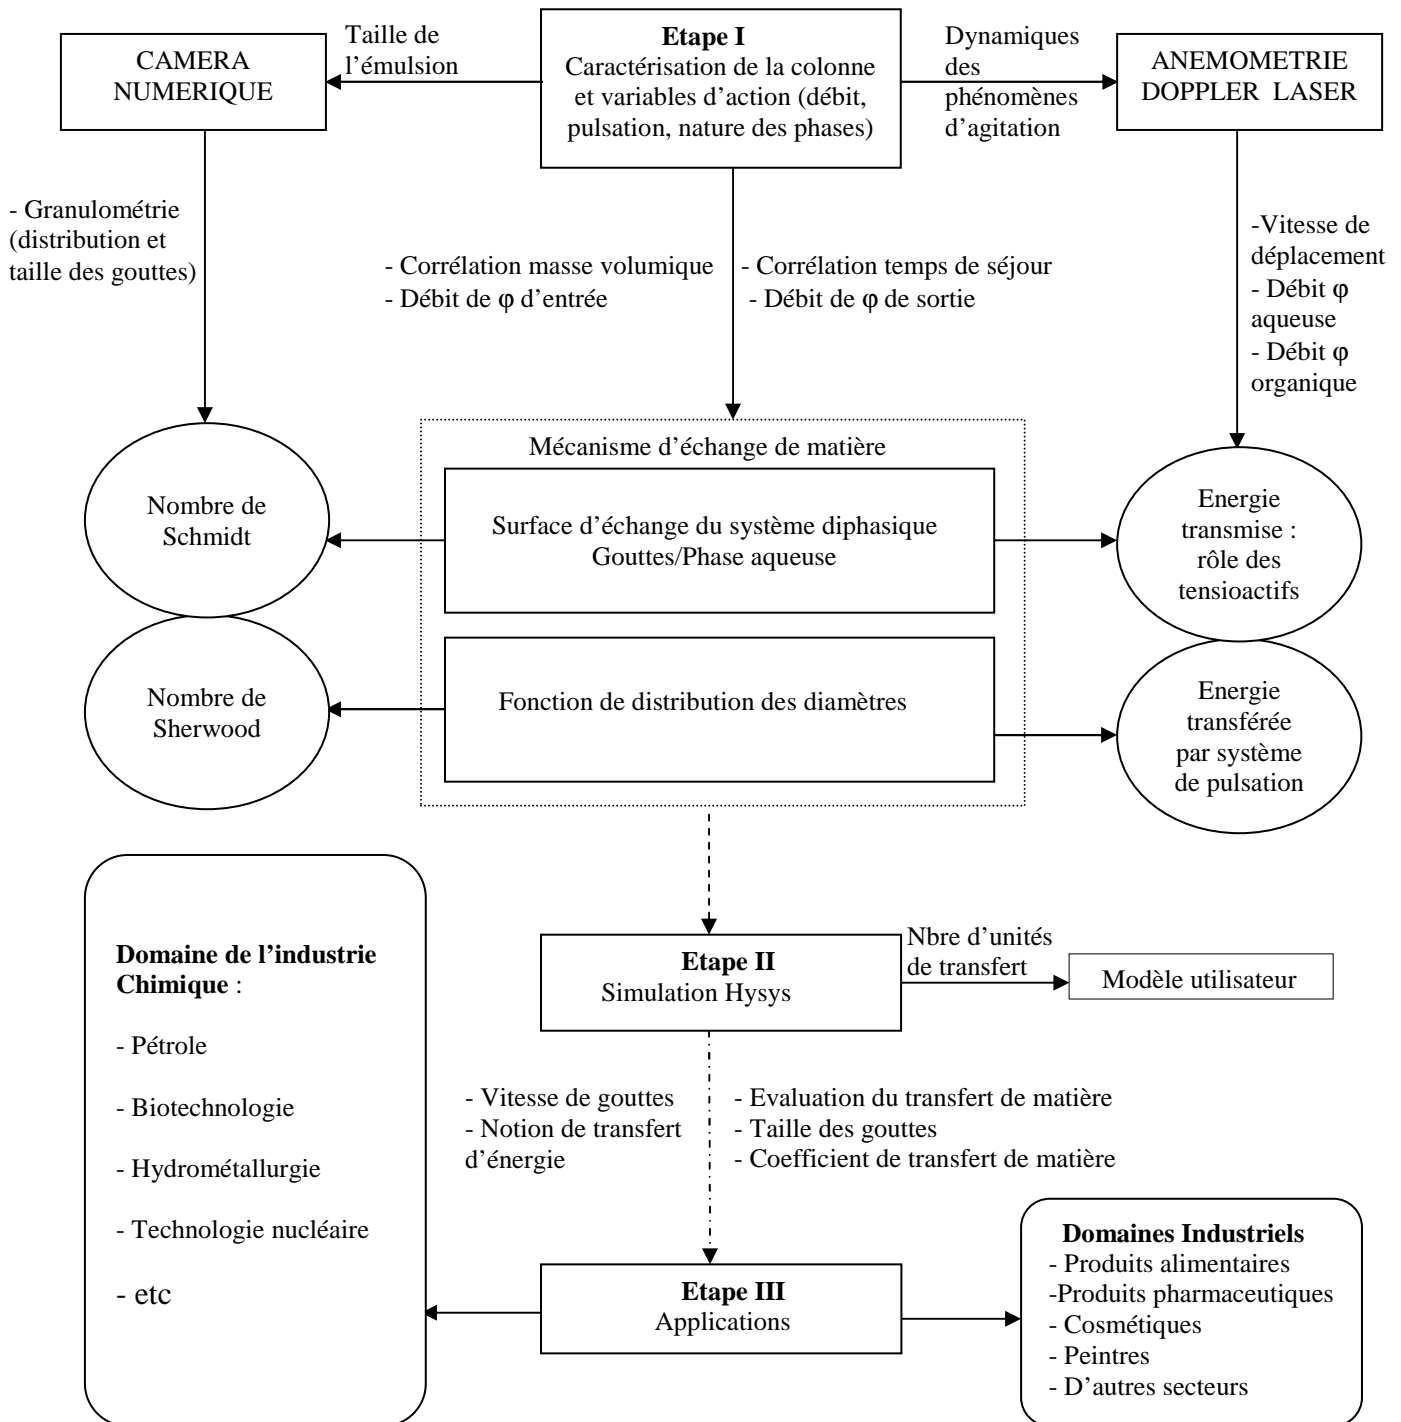 CAMERA
NUMERIQUE
Taille de
l’émulsion
Etape I
Caractérisation de la colonne
et variables d’action (débit,
pulsation, nature des phases)
Dynamiques
des
phénomènes
d’agitation
ANEMOMETRIE
DOPPLER LASER
- Granulométrie
(distribution et
taille des gouttes)
- Corrélation masse volumique
- Débit de φ d’entrée
- Corrélation temps de séjour
- Débit de φ de sortie
-Vitesse de
déplacement
- Débit φ
aqueuse
- Débit φ
organique
Mécanisme d’échange de matière
Nombre de
Schmidt
Surface d’échange du système diphasique
Gouttes/Phase aqueuse
Energie
transmise :
rôle des
tensioactifs
Nombre de
Sherwood
Fonction de distribution des diamètres
Energie
transférée
par système
de pulsation
Domaine de l’industrie
Chimique :
- Pétrole
- Biotechnologie
- Hydrométallurgie
- Technologie nucléaire
- etc
Etape II
Simulation Hysys
Nbre d’unités
de transfert
Modèle utilisateur
- Vitesse de gouttes
- Notion de transfert
d’énergie
- Evaluation du transfert de matière
- Taille des gouttes
- Coefficient de transfert de matière
Etape III
Applications
Domaines Industriels
- Produits alimentaires
-Produits pharmaceutiques
- Cosmétiques
- Peintres
- D’autres secteurs